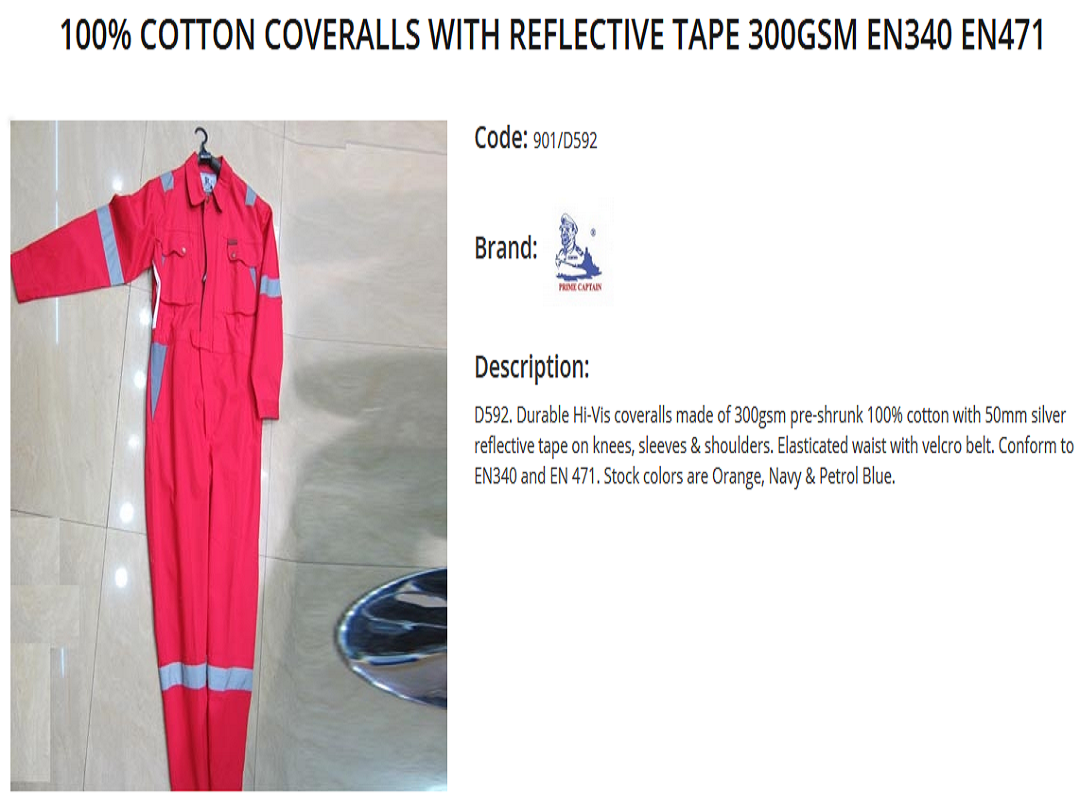 100% COTTON COVERALLS WITH REFLECTIVE TAPE 300GSM EN340 EN471
Code: 901/D592
Brand:
®
PRIME CAPTAIN
Description:
D592. Durable Hi-Vis coveralls made of 300gsm pre-shrunk 100% cotton with 50mm silver
reflective tape on knees, sleeves & shoulders. Elasticated waist with velcro belt. Conform to
EN340 and EN 471. Stock colors are Orange, Navy & Petrol Blue.